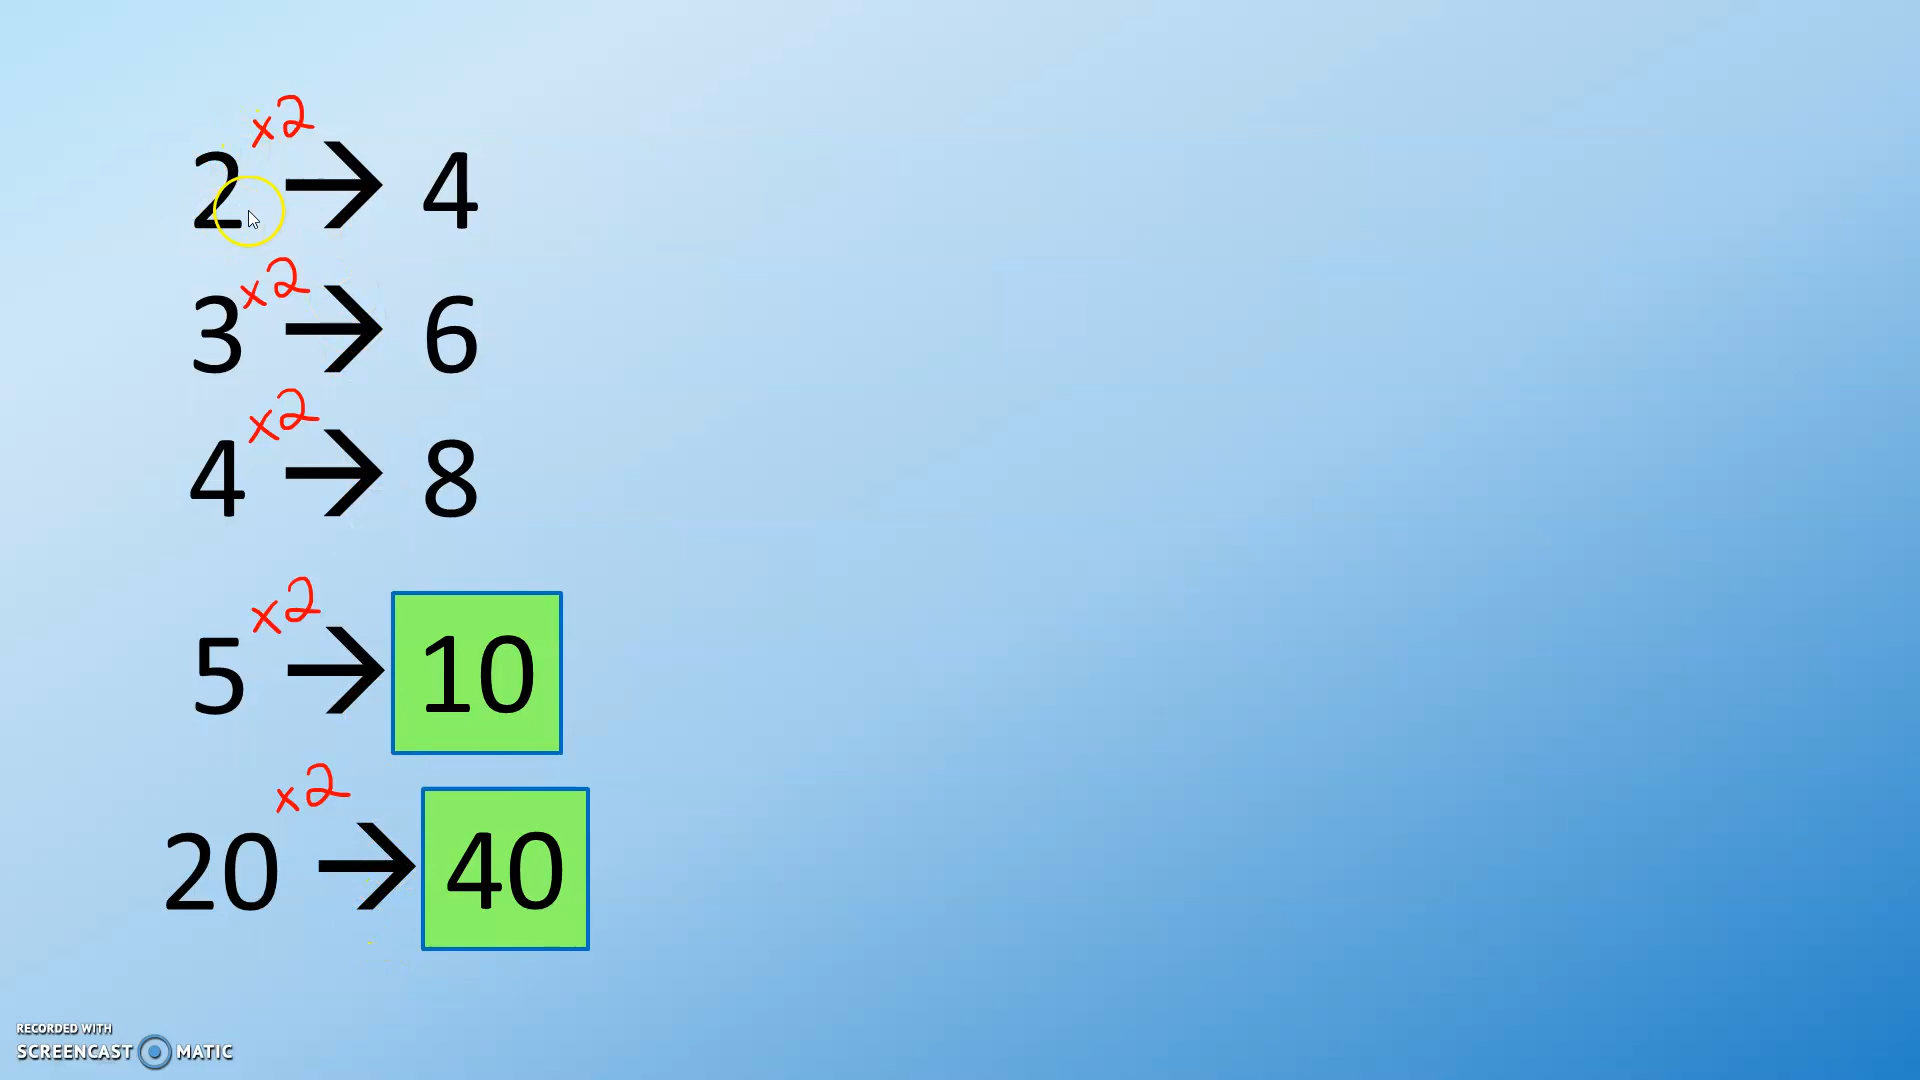 x2
2 → 4
x2
3 → 6
x2
4 → 8
x2
5 → 10
x2
20 → 40
RECORDED WITH
SCREENCAST MATIC